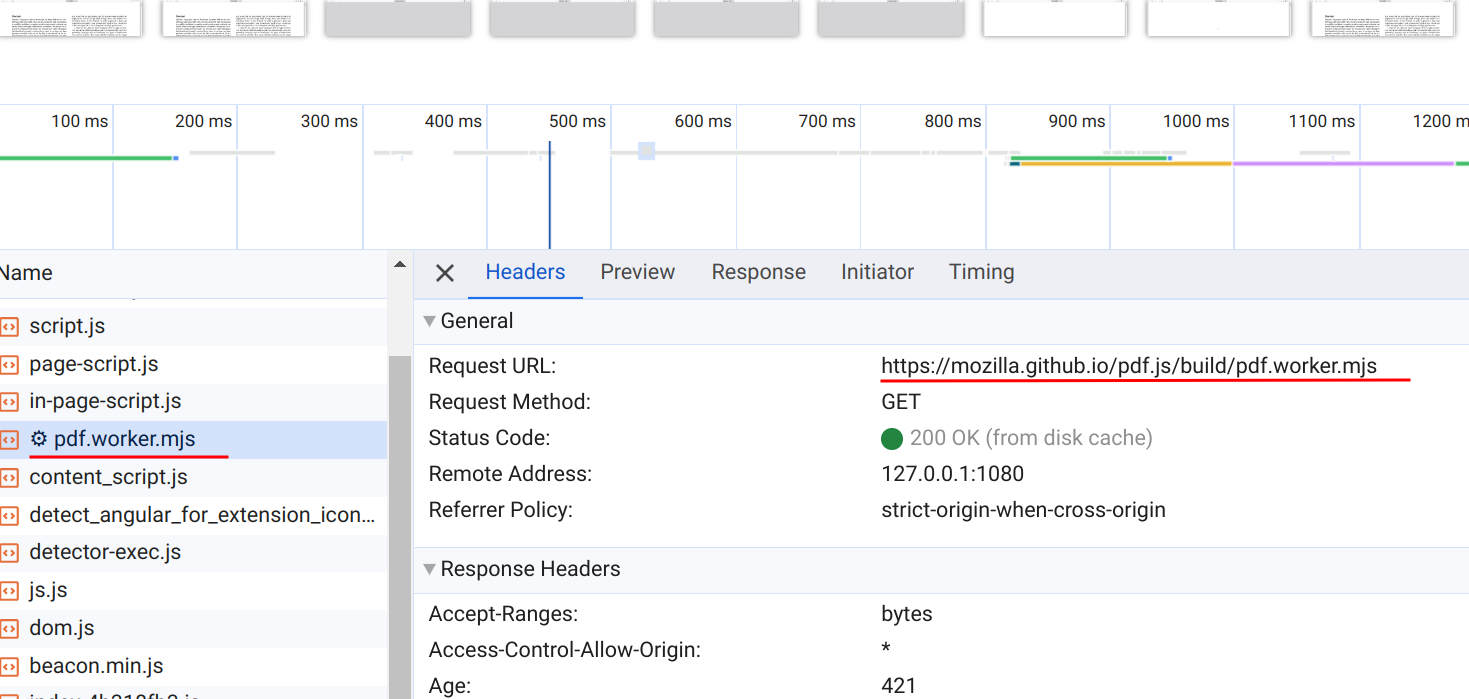 100 ms 200 ms 300 ms 400 ms 500 ms 600 ms 700 ms 800 ms 900 ms 1000 ms 1100 ms 1200 m
Name
Headers Preview Response Initiator Timing
script.js
General
page-script.js
Request URL: https://mozilla.github.io/pdf.js/build/pdf.worker.mjs
in-page-script.js
Request Method: GET
pdf.worker.mjs
Status Code: 200 OK (from disk cache)
content_script.js
Remote Address: 127.0.0.1:1080
detect_angular_for_extension_icon...
Referrer Policy: strict-origin-when-cross-origin
detector-exec.js
Response Headers
js.js
dom.js
Accept-Ranges: bytes
beacon.min.js
Access-Control-Allow-Origin: *
Age: 421